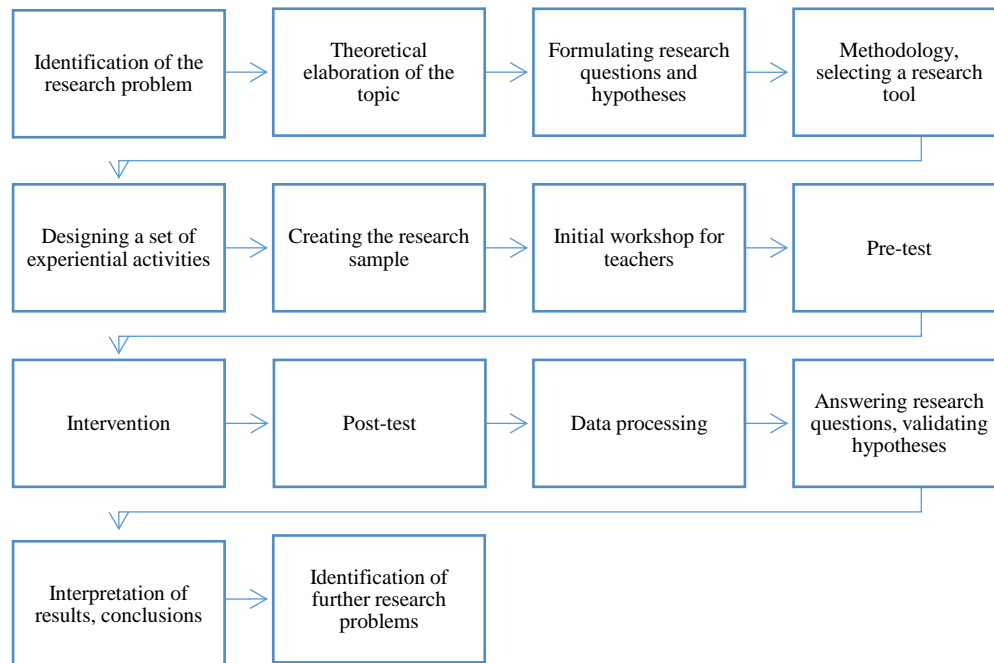 Identification of the
research problem
Theoretical
elaboration of the
topic
Formulating research
questions and
hypotheses
Methodology,
selecting a research
tool
Designing a set of
experiential activities
Creating the research
sample
Initial workshop for
teachers
Pre-test
Intervention
Post-test
Data processing
Answering research
questions, validating
hypotheses
Interpretation of
results, conclusions
Identification of
further research
problems